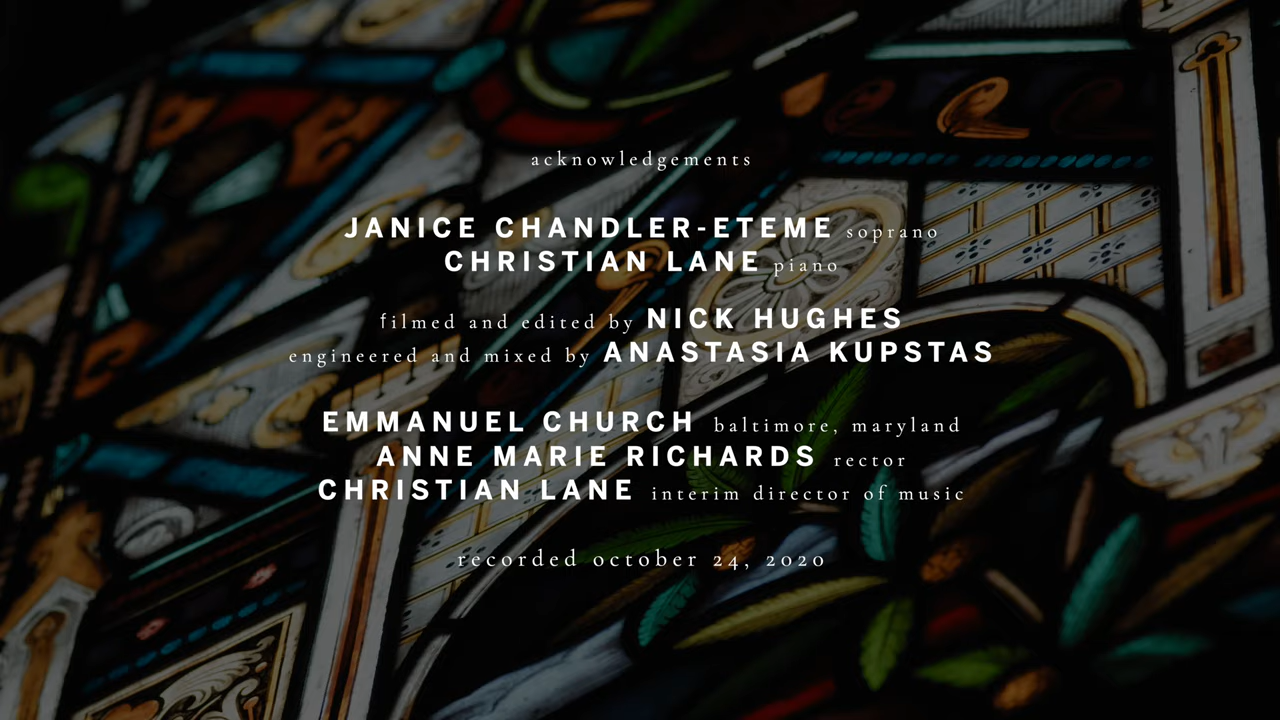 acknowledgements
JANICE CHANDLER-ETEME soprano
CHRISTIAN LANE piano
filmed and edited by NICK HUGHES
engineered and mixed by ANASTASIA KUPSTAS
EMMANUEL CHURCH baltimore, maryland
ANNE MARIE RICHARDS rector
CHRISTIAN LANE interim director of music
recorded october 24, 2020